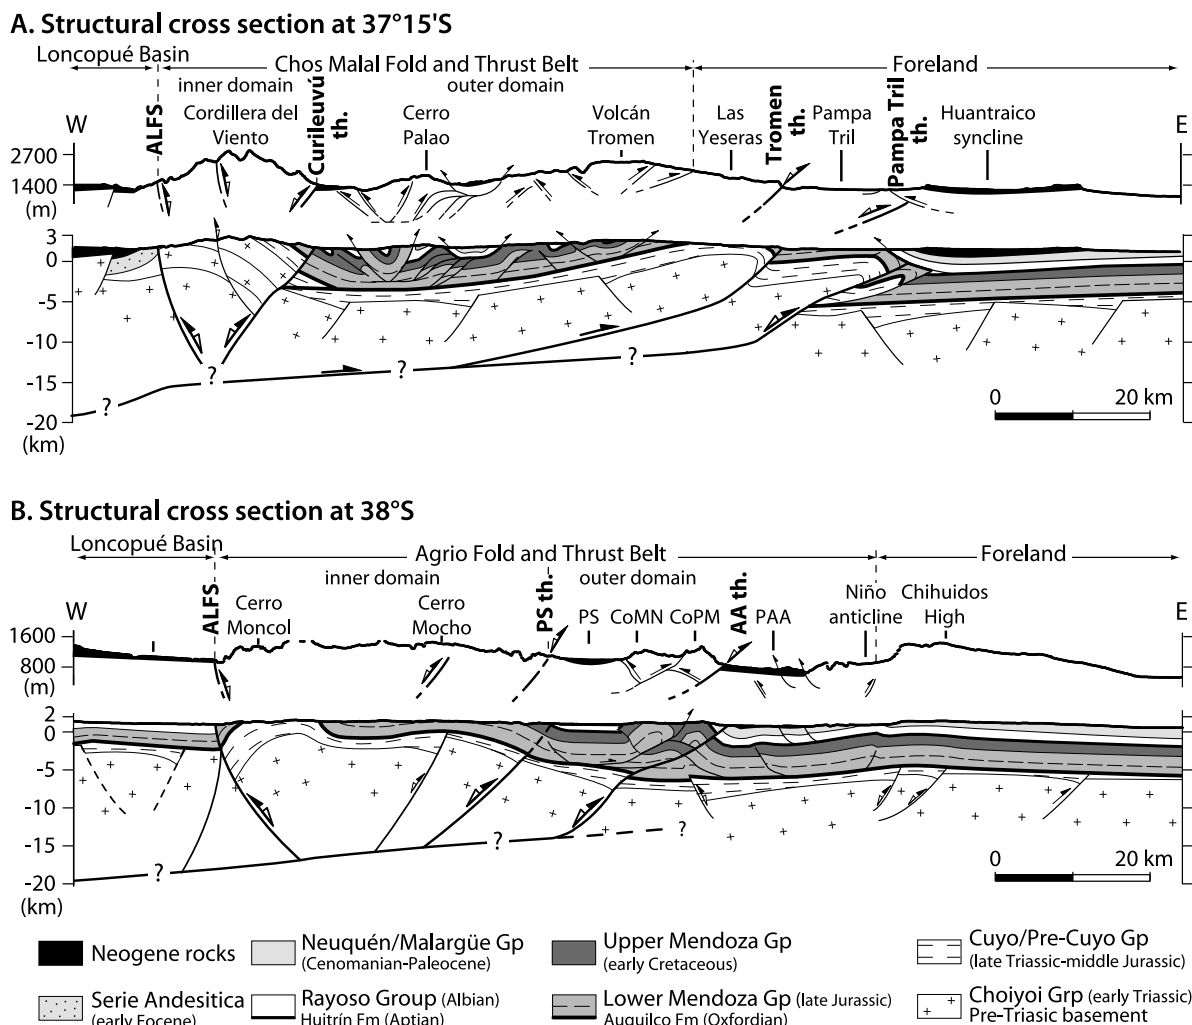 A. Structural cross section at 37°15'S
Loncopué Basin
Chos Malal Fold and Thrust Belt
Foreland
inner domain
outer domain
W
ALFS
Cordillera del
Viento
Curileuvú
th.
Cerro
Palao
Volcán
Tromen
Las
Yeseras
Tromen
th.
Pampa
Tril
Pampa Tril
th.
Huantraico
syncline
E
2700
1400
(m)
3
0
-5
-10
-15
-20
(km)
?
?
?
?
0
20 km
B. Structural cross section at 38°S
Loncopué Basin
Agrio Fold and Thrust Belt
Foreland
inner domain
outer domain
W
ALFS
Cerro
Moncol
Cerro
Mocho
PS th.
PS
CoMN
CoPM
AA th.
PAA
Niño
anticline
Chihuidos
High
E
1600
800
(m)
2
0
-5
-10
-15
-20
(km)
?
?
0
20 km
Neogene rocks
Neuquén/Malargüe Gp
(Cenomanian-Paleocene)
Upper Mendoza Gp
(early Cretaceous)
Cuyo/Pre-Cuyo Gp
(late Triassic-middle Jurassic)
Serie Andesitica
(early Eocene)
Rayoso Group (Albian)
Huitrín Fm (Aptian)
Lower Mendoza Gp (late Jurassic)
Auquilco Fm (Oxfordian)
Choiyoi Grp (early Triassic)
Pre-Triasic basement